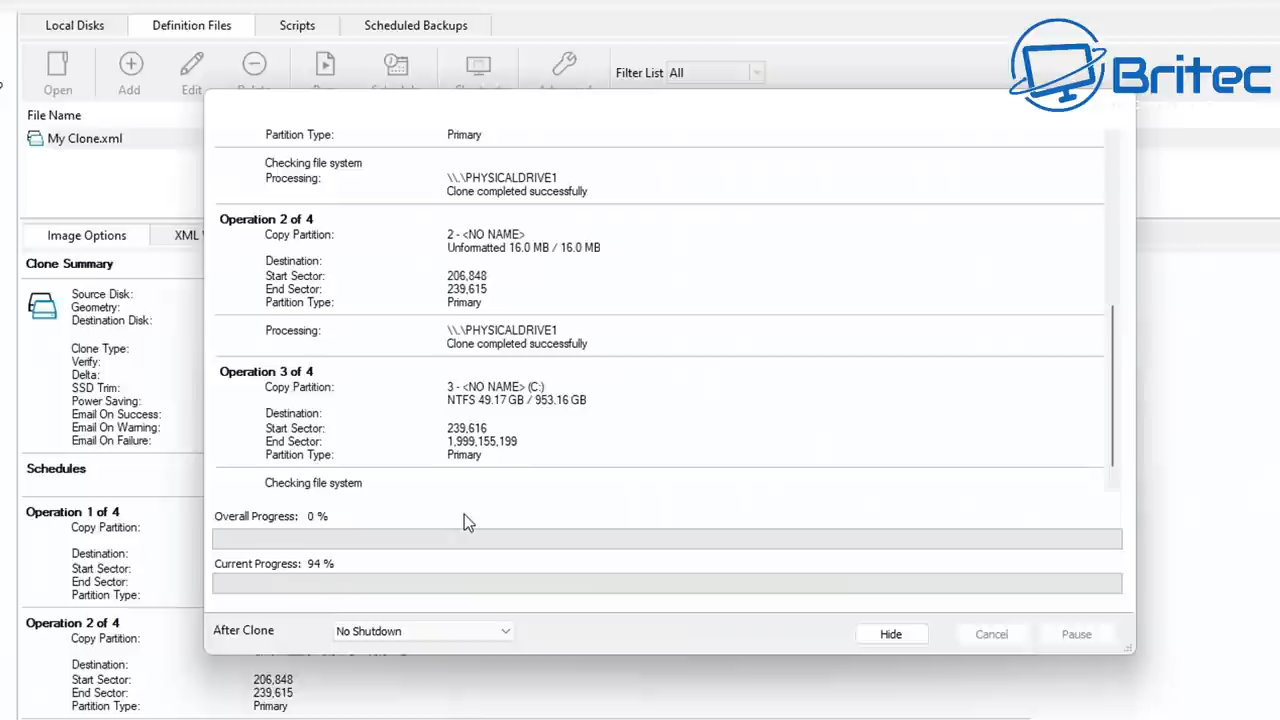 Local Disks
Definition Files
Scripts
Scheduled Backups
Britec
Open
Add
Edit
Filter List All
File Name
My Clone.xml
Partition Type: Primary
Checking file system
Processing: \\.\PHYSICALDRIVE1
Clone completed successfully
Operation 2 of 4
Copy Partition: 2 - <NO NAME>
Unformatted 16.0 MB / 16.0 MB
Destination:
Start Sector: 206,848
End Sector: 239,615
Partition Type: Primary
Processing: \\.\PHYSICALDRIVE1
Clone completed successfully
Operation 3 of 4
Copy Partition: 3 - <NO NAME> (C:)
NTFS 49.17 GB / 953.16 GB
Destination:
Start Sector: 239,616
End Sector: 1,999,155,199
Partition Type: Primary
Checking file system
Overall Progress: 0 %
Current Progress: 94 %
After Clone No Shutdown
Hide
Cancel
Pause
Image Options
XML
Clone Summary
Source Disk:
Geometry:
Destination Disk:
Clone Type:
Verify:
Delta:
SSD Trim:
Power Saving:
Email On Success:
Email On Warning:
Email On Failure:
Schedules
Operation 1 of 4
Copy Partition:
Destination:
Start Sector:
End Sector:
Partition Type:
Operation 2 of 4
Copy Partition:
Destination:
Start Sector: 206,848
End Sector: 239,615
Partition Type: Primary